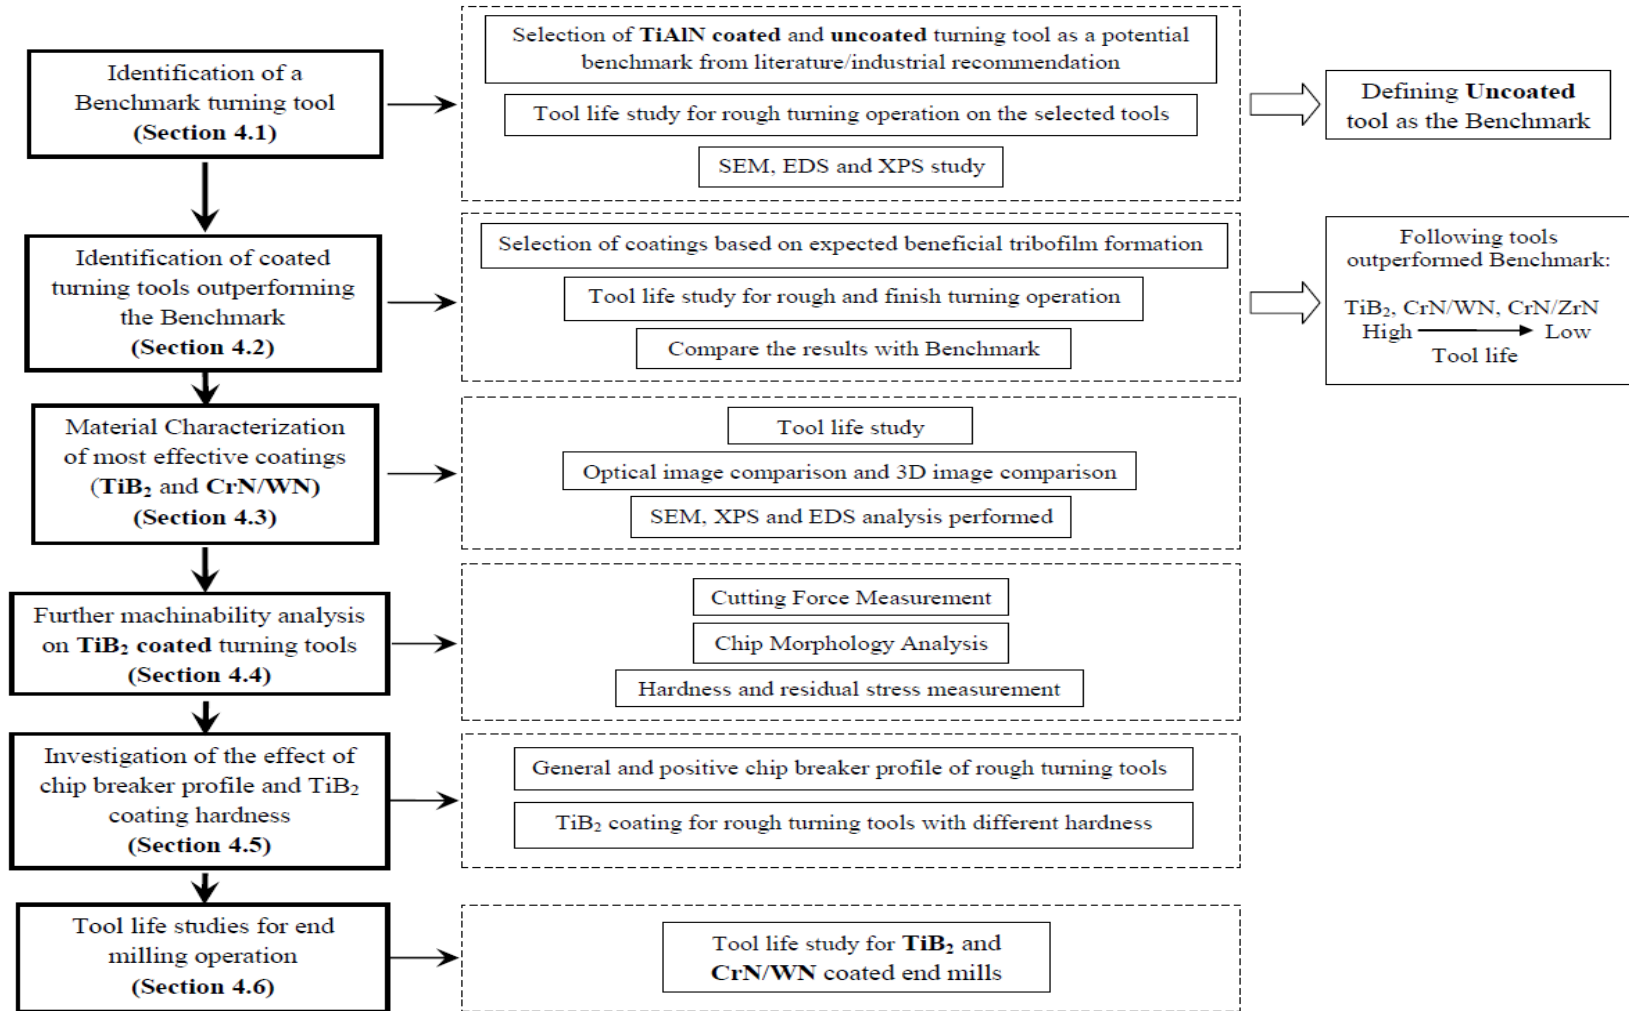 Identification of a
Benchmark turning tool
(Section 4.1)
Selection of TiAlN coated and uncoated turning tool as a potential
benchmark from literature/industrial recommendation
Tool life study for rough turning operation on the selected tools
SEM, EDS and XPS study
Defining Uncoated
tool as the Benchmark
Identification of coated
turning tools outperforming
the Benchmark
(Section 4.2)
Selection of coatings based on expected beneficial tribofilm formation
Tool life study for rough and finish turning operation
Compare the results with Benchmark
Following tools
outperformed Benchmark:
TiB₂, CrN/WN, CrN/ZrN
High Low
Tool life
Material Characterization
of most effective coatings
(TiB₂ and CrN/WN)
(Section 4.3)
Tool life study
Optical image comparison and 3D image comparison
SEM, XPS and EDS analysis performed
Further machinability analysis
on TiB₂ coated turning tools
(Section 4.4)
Cutting Force Measurement
Chip Morphology Analysis
Hardness and residual stress measurement
Investigation of the effect of
chip breaker profile and TiB₂
coating hardness
(Section 4.5)
General and positive chip breaker profile of rough turning tools
TiB₂ coating for rough turning tools with different hardness
Tool life studies for end
milling operation
(Section 4.6)
Tool life study for TiB₂ and
CrN/WN coated end mills